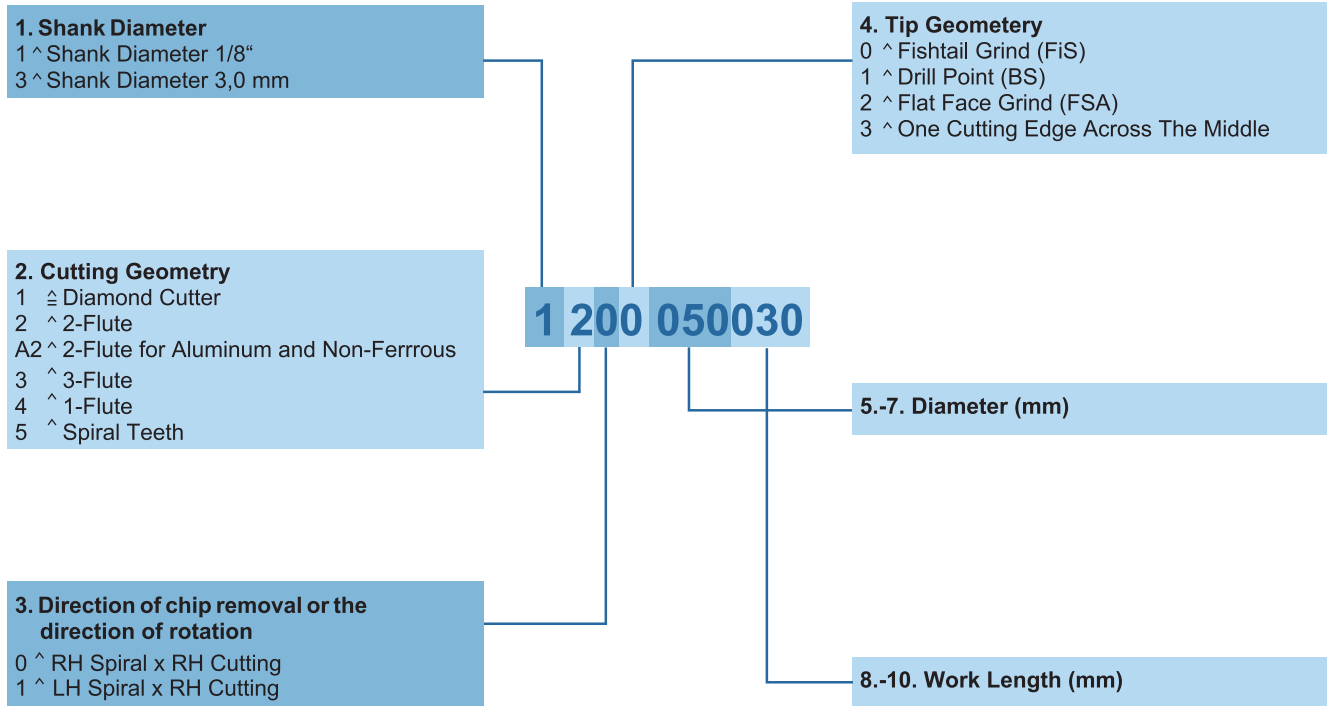 1. Shank Diameter
1 ^ Shank Diameter 1/8“
3 ^ Shank Diameter 3,0 mm
2. Cutting Geometry
1 ≙ Diamond Cutter
2 ^ 2-Flute
A2 ^ 2-Flute for Aluminum and Non-Ferrrous
3 ^ 3-Flute
4 ^ 1-Flute
5 ^ Spiral Teeth
3. Direction of chip removal or the
direction of rotation
0 ^ RH Spiral x RH Cutting
1 ^ LH Spiral x RH Cutting
1 200 050030
4. Tip Geometery
0 ^ Fishtail Grind (FiS)
1 ^ Drill Point (BS)
2 ^ Flat Face Grind (FSA)
3 ^ One Cutting Edge Across The Middle
5.-7. Diameter (mm)
8.-10. Work Length (mm)